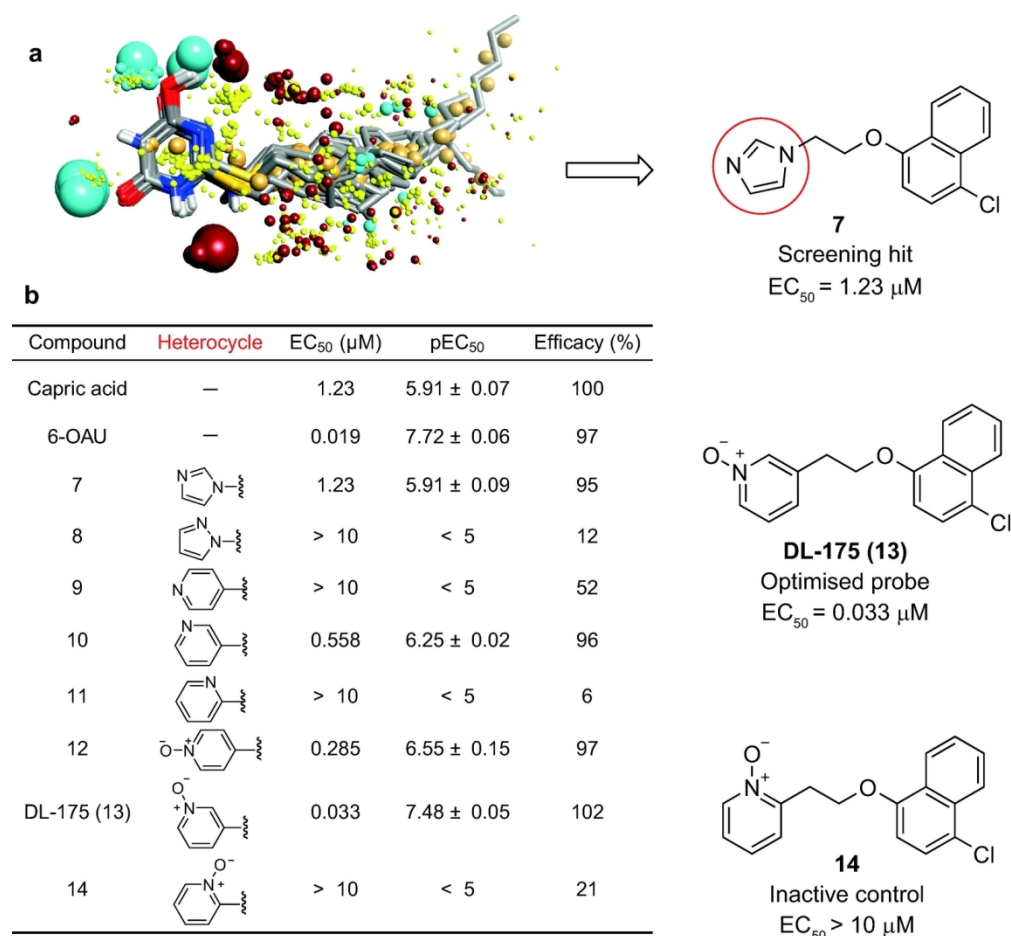 a
N
N
O
Cl
7
Screening hit
EC50 = 1.23 μM
b
Compound Heterocycle EC50 (μM) pEC50 Efficacy (%)
Capric acid – 1.23 5.91 ± 0.07 100
6-OAU – 0.019 7.72 ± 0.06 97
7 N N 1.23 5.91 ± 0.09 95
8 N N > 10 < 5 12
9 N > 10 < 5 52
10 N 0.558 6.25 ± 0.02 96
11 N > 10 < 5 6
12 O− N+ 0.285 6.55 ± 0.15 97
DL-175 (13) O− N+ 0.033 7.48 ± 0.05 102
14 O− N+ > 10 < 5 21
O− N+ O
Cl
DL-175 (13)
Optimised probe
EC50 = 0.033 μM
O−
N+ O
Cl
14
Inactive control
EC50 > 10 μM